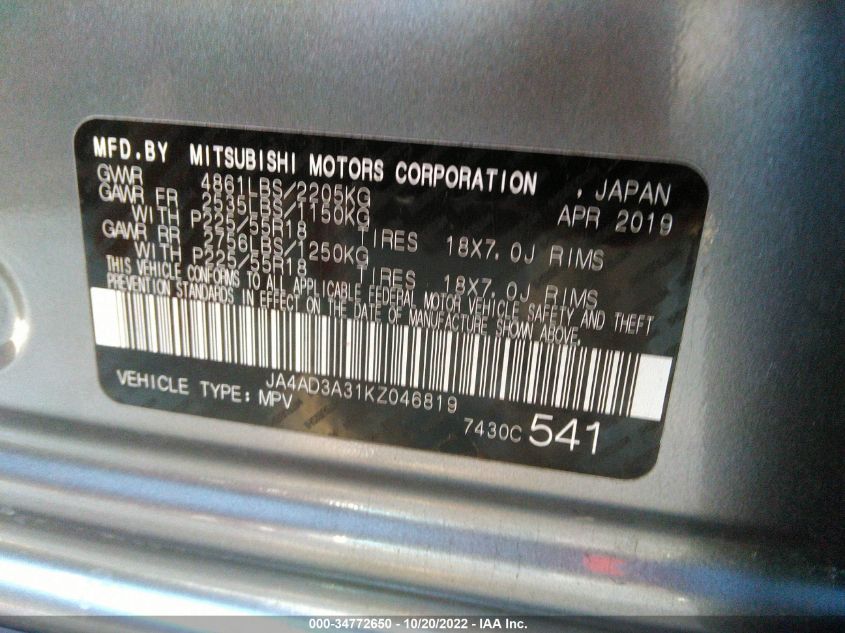 MFD.BY MITSUBISHI MOTORS CORPORATION , JAPAN
GVWR 4861LBS/2205KG APR 2019
GAWR FR 2535LBS/1150KG
WITH P225/55R18 TIRES 18X7.0J RIMS
GAWR RR 2756LBS/1250KG
WITH P225/55R18 TIRES 18X7.0J RIMS
THIS VEHICLE CONFORMS TO ALL APPLICABLE FEDERAL MOTOR VEHICLE SAFETY AND THEFT
PREVENTION STANDARDS IN EFFECT ON THE DATE OF MANUFACTURE SHOWN ABOVE.
JA4AD3A31KZ046819
VEHICLE TYPE: MPV 7430C 541
000-34772650 - 10/20/2022 - IAA Inc.